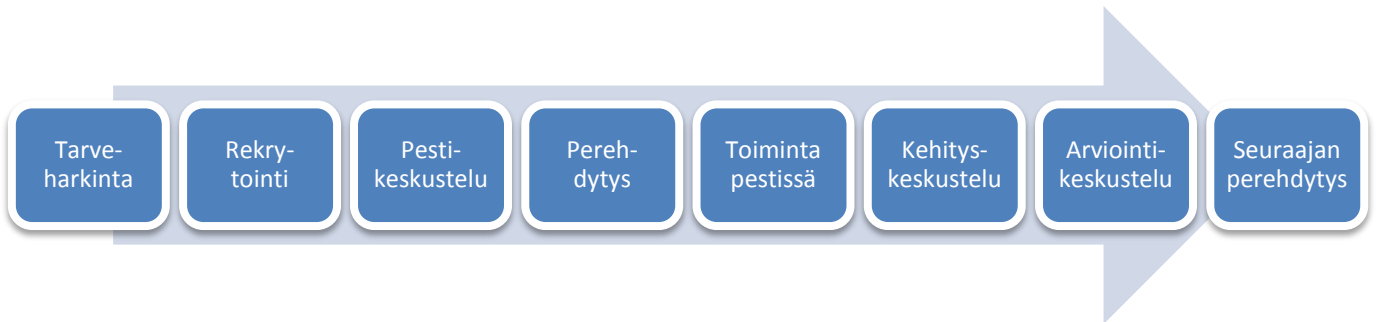 Tarve-
harkinta
Rekry-
tointi
Pesti-
keskustelu
Pereh-
dytys
Toiminta
pestissä
Kehitys-
keskustelu
Arviointi-
keskustelu
Seuraajan
perehdytys